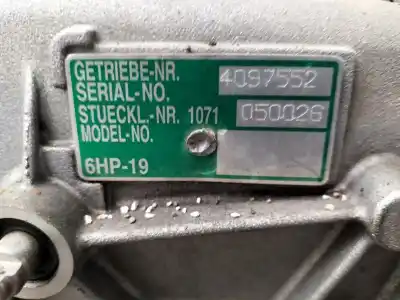 GETRIEBE-NR. 4097552
SERIAL-NO.
STUECKL.-NR. 1071 050026
MODEL-NO.
6HP-19